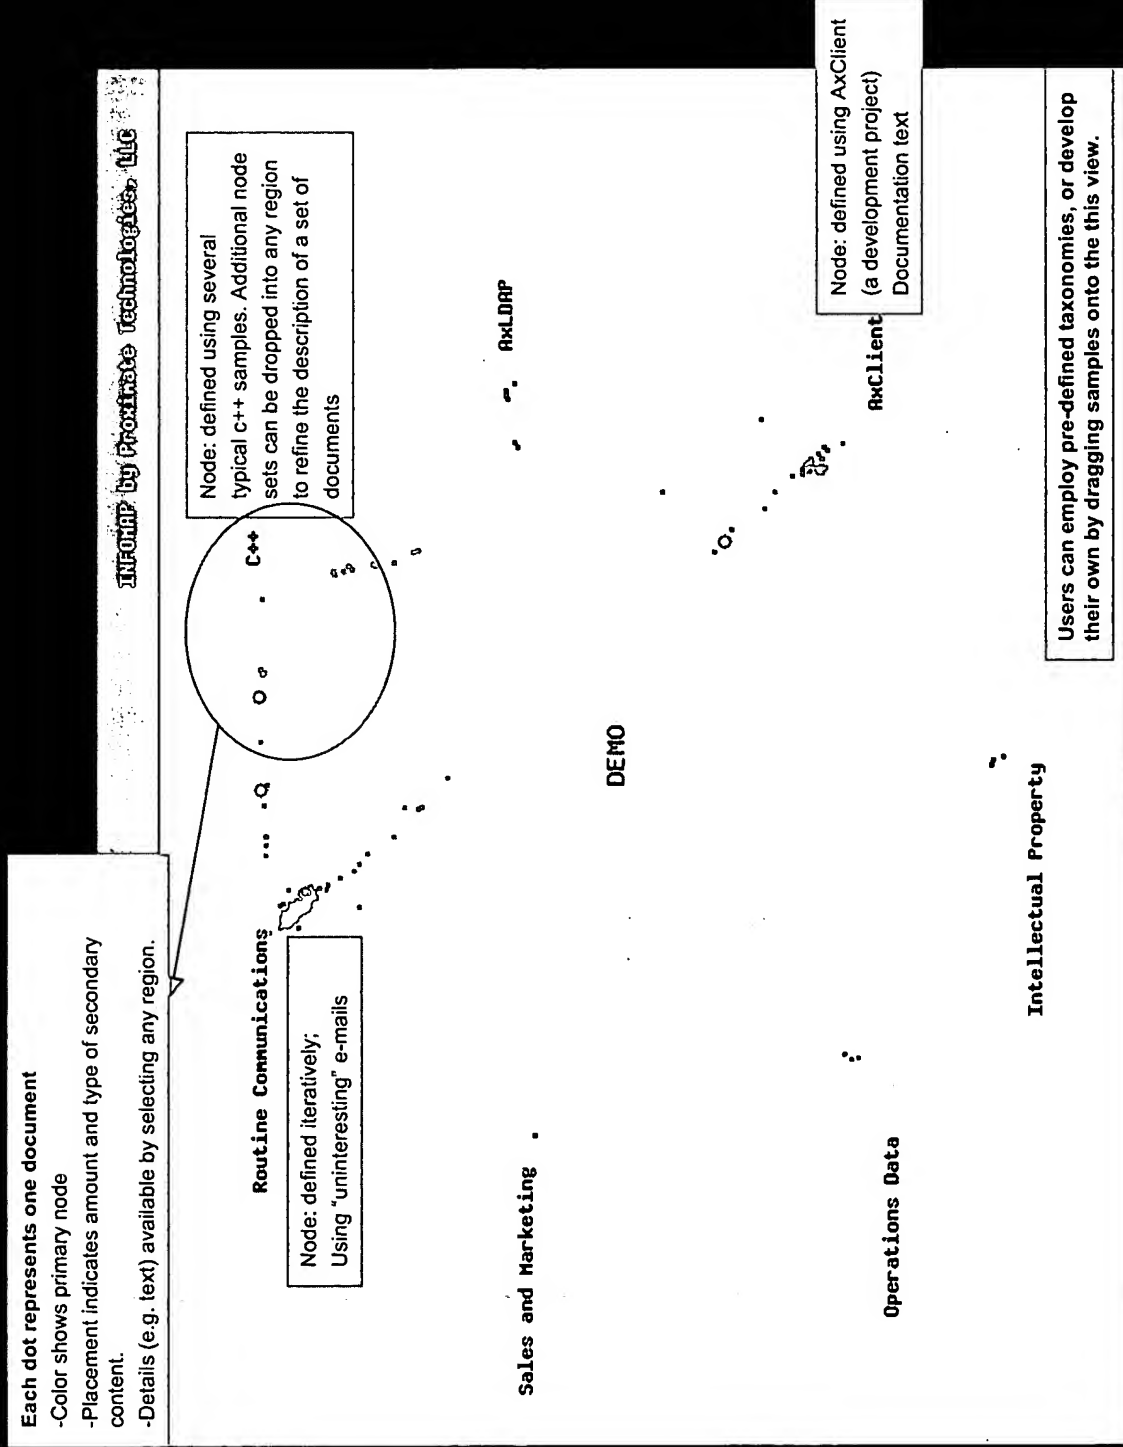 Each dot represents one document
-Color shows primary node
-Placement indicates amount and type of secondary
content.
-Details (e.g. text) available by selecting any region.
INFOMAP by Proximate Technologies, LLC
Node: defined using several
typical c++ samples. Additional node
sets can be dropped into any region
to refine the description of a set of
documents
Routine Communications
C++
Node: defined iteratively;
Using "uninteresting" e-mails
Sales and Marketing
AxLDAP
DEMO
Node: defined using AxClient
(a development project)
Documentation text
AxClient
Operations Data
Intellectual Property
Users can employ pre-defined taxonomies, or develop
their own by dragging samples onto the this view.